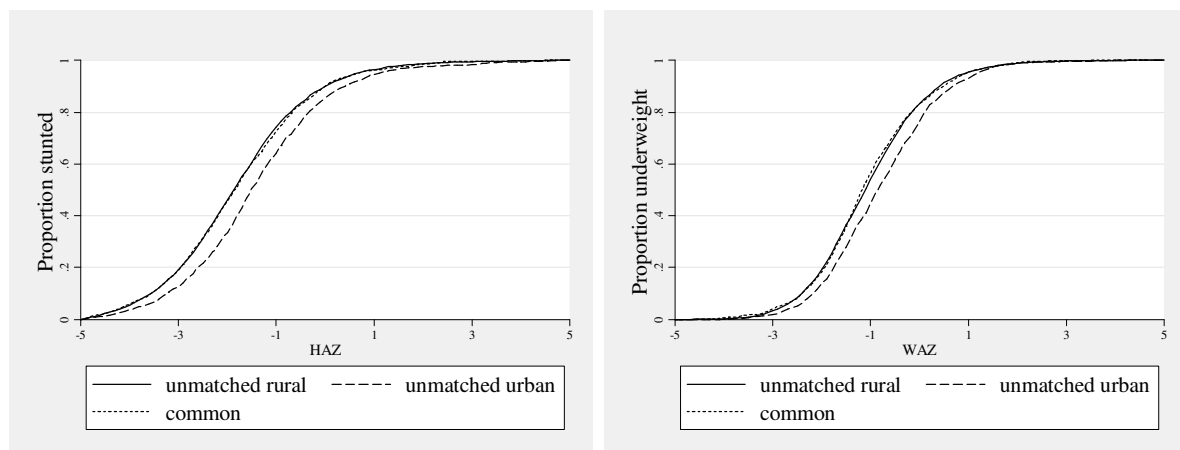 Proportion stunted
1
.8
.6
.4
.2
0
-5 -3 -1 1 3 5
HAZ
unmatched rural unmatched urban
common
Proportion underweight
1
.8
.6
.4
.2
0
-5 -3 -1 1 3 5
WAZ
unmatched rural unmatched urban
common